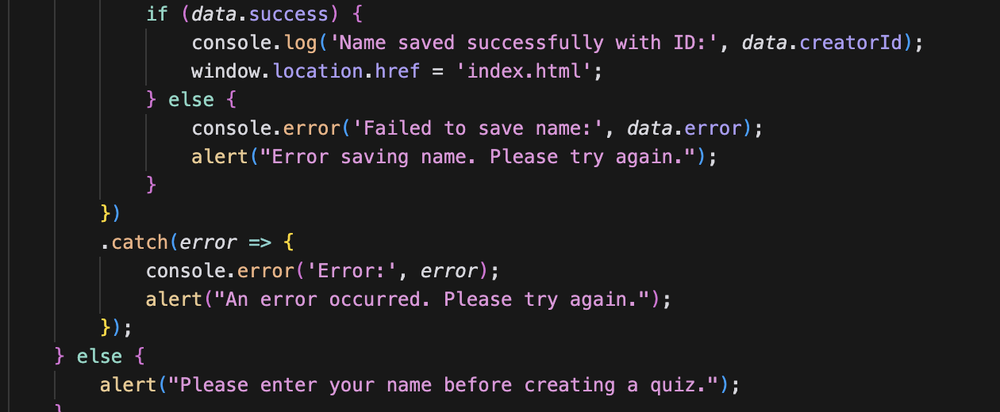 if (data.success) {
console.log('Name saved successfully with ID:', data.creatorId);
window.location.href = 'index.html';
} else {
console.error('Failed to save name:', data.error);
alert("Error saving name. Please try again.");
}
})
.catch(error => {
console.error('Error:', error);
alert("An error occurred. Please try again.");
});
} else {
alert("Please enter your name before creating a quiz.");
}